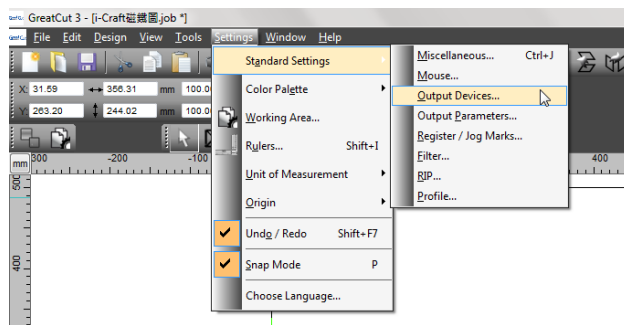 GreatCut 3 - [i-Craft磁鐵圖.job *]
File Edit Design View Tools Settings Window Help
X: 31.59 356.31 mm 100.0
Y: 263.20 244.02 mm 100.0
mm 300 -200 -100 400
500
400
Standard Settings
Color Palette
Working Area...
Rulers... Shift+I
Unit of Measurement
Origin
Undo / Redo Shift+F7
Snap Mode P
Choose Language...
Miscellaneous... Ctrl+J
Mouse...
Output Devices...
Output Parameters...
Register / Jog Marks...
Filter...
RIP...
Profile...